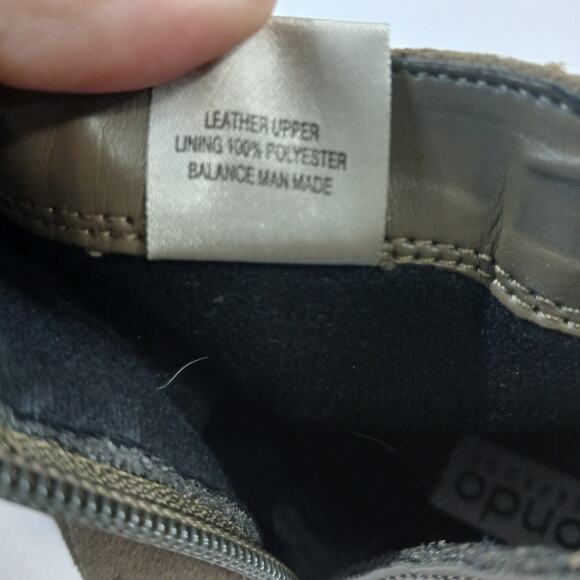 LEATHER UPPER
LINING 100% POLYESTER
BALANCE MAN MADE